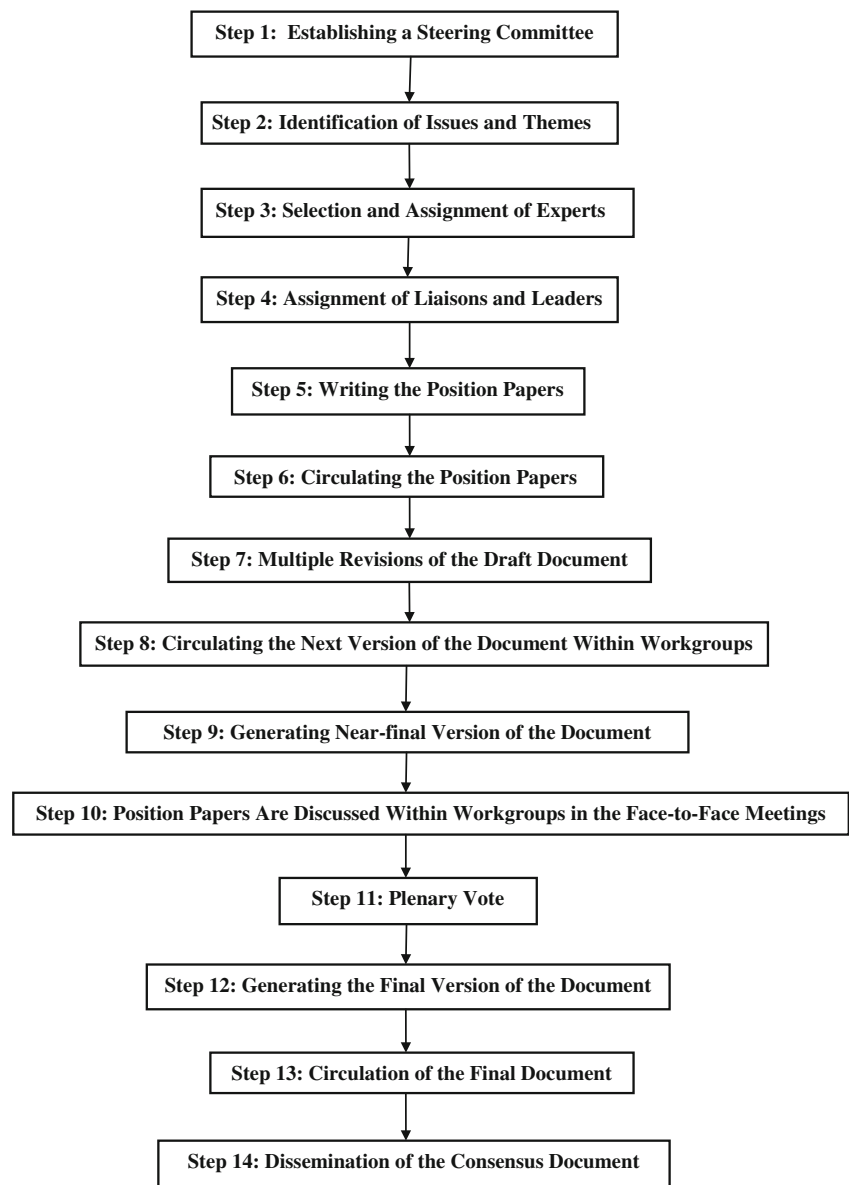 Step 1: Establishing a Steering Committee
Step 2: Identification of Issues and Themes
Step 3: Selection and Assignment of Experts
Step 4: Assignment of Liaisons and Leaders
Step 5: Writing the Position Papers
Step 6: Circulating the Position Papers
Step 7: Multiple Revisions of the Draft Document
Step 8: Circulating the Next Version of the Document Within Workgroups
Step 9: Generating Near-final Version of the Document
Step 10: Position Papers Are Discussed Within Workgroups in the Face-to-Face Meetings
Step 11: Plenary Vote
Step 12: Generating the Final Version of the Document
Step 13: Circulation of the Final Document
Step 14: Dissemination of the Consensus Document